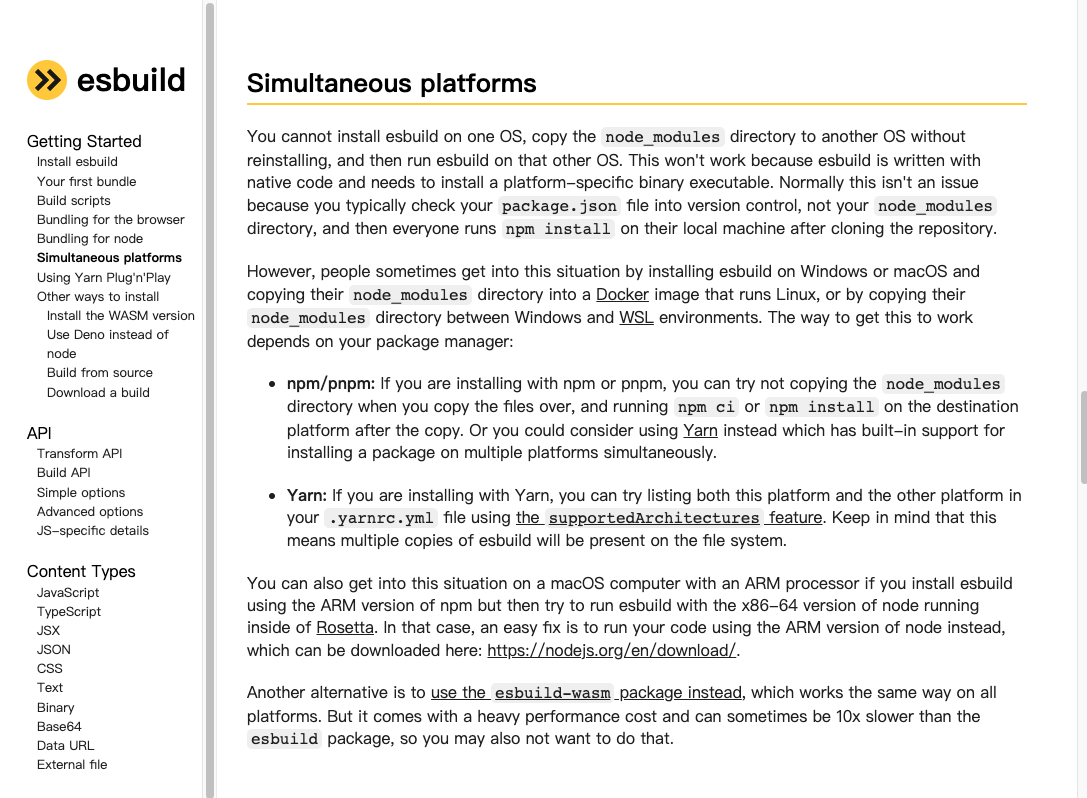 esbuild
Getting Started
Install esbuild
Your first bundle
Build scripts
Bundling for the browser
Bundling for node
Simultaneous platforms
Using Yarn Plug'n'Play
Other ways to install
Install the WASM version
Use Deno instead of
node
Build from source
Download a build
API
Transform API
Build API
Simple options
Advanced options
JS-specific details
Content Types
JavaScript
TypeScript
JSX
JSON
CSS
Text
Binary
Base64
Data URL
External file
Simultaneous platforms
You cannot install esbuild on one OS, copy the node_modules directory to another OS without
reinstalling, and then run esbuild on that other OS. This won't work because esbuild is written with
native code and needs to install a platform-specific binary executable. Normally this isn't an issue
because you typically check your package.json file into version control, not your node_modules
directory, and then everyone runs npm install on their local machine after cloning the repository.
However, people sometimes get into this situation by installing esbuild on Windows or macOS and
copying their node_modules directory into a Docker image that runs Linux, or by copying their
node_modules directory between Windows and WSL environments. The way to get this to work
depends on your package manager:
• npm/pnpm: If you are installing with npm or pnpm, you can try not copying the node_modules
directory when you copy the files over, and running npm ci or npm install on the destination
platform after the copy. Or you could consider using Yarn instead which has built-in support for
installing a package on multiple platforms simultaneously.
• Yarn: If you are installing with Yarn, you can try listing both this platform and the other platform in
your .yarnrc.yml file using the supportedArchitectures feature. Keep in mind that this
means multiple copies of esbuild will be present on the file system.
You can also get into this situation on a macOS computer with an ARM processor if you install esbuild
using the ARM version of npm but then try to run esbuild with the x86-64 version of node running
inside of Rosetta. In that case, an easy fix is to run your code using the ARM version of node instead,
which can be downloaded here: https://nodejs.org/en/download/.
Another alternative is to use the esbuild-wasm package instead, which works the same way on all
platforms. But it comes with a heavy performance cost and can sometimes be 10x slower than the
esbuild package, so you may also not want to do that.